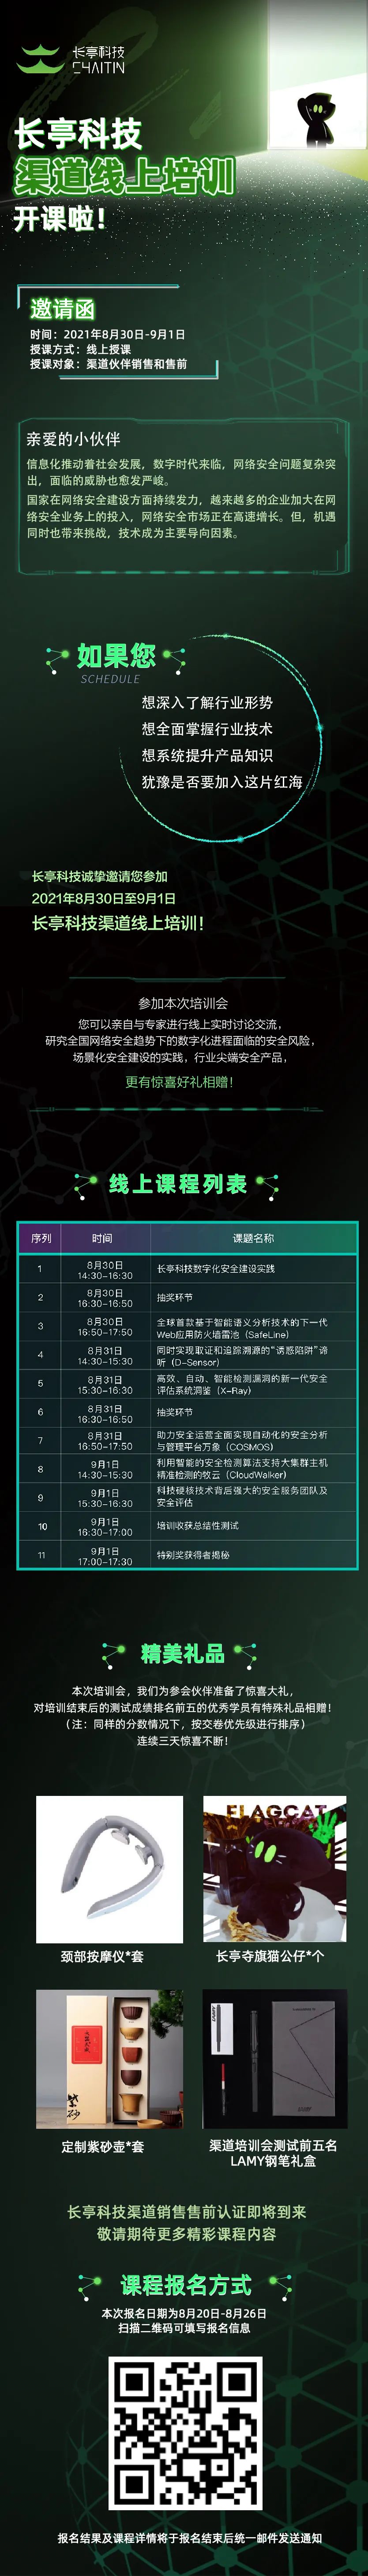 长亭科技
CHAITIN
长亭科技
渠道线上培训
开课啦！
邀请函
时间：2021年8月30日-9月1日
授课方式：线上授课
授课对象：渠道伙伴销售和售前
亲爱的小伙伴
信息化推动着社会发展，数字时代来临，网络安全问题复杂突
出，面临的威胁也愈发严峻。
国家在网络安全建设方面持续发力，越来越多的企业加大在网
络安全业务上的投入，网络安全市场正在高速增长。但，机遇
同时也带来挑战，技术成为主要导向因素。
如果您
SCHEDULE
想深入了解行业形势
想全面掌握行业技术
想系统提升产品知识
犹豫是否要加入这片红海
长亭科技诚挚邀请您参加
2021年8月30日至9月1日
长亭科技渠道线上培训！
参加本次培训会
您可以亲自与专家进行线上实时讨论交流，
研究全国网络安全趋势下的数字化进程面临的安全风险，
场景化安全建设的实践，行业尖端安全产品，
更有惊喜好礼相赠！
线上课程列表
序列 时间 课题名称
1 8月30日 14:30-16:30 长亭科技数字化安全建设实践
2 8月30日 16:30-16:50 抽奖环节
3 8月30日 16:50-17:50 全球首款基于智能语义分析技术的下一代
Web应用防火墙雷池（SafeLine）
4 8月31日 14:30-15:30 同时实现取证和追踪溯源的“诱惑陷阱”谛
听（D-Sensor）
5 8月31日 15:30-16:30 高效、自动、智能检测漏洞的新一代安全
评估系统洞鉴（X-Ray）
6 8月31日 16:30-16:50 抽奖环节
7 8月31日 16:50-17:50 助力安全运营全面实现自动化的安全分析
与管理平台万象（COSMOS）
8 9月1日 14:30-15:30 利用智能的安全检测算法支持大集群主机
精准检测的牧云（CloudWalker）
9 9月1日 15:30-16:30 科技硬核技术背后强大的安全服务团队及
安全评估
10 9月1日 16:30-17:00 培训收获总结性测试
11 9月1日 17:00-17:30 特别奖获得者揭秘
精美礼品
本次培训会，我们为参会伙伴准备了惊喜大礼，
对培训结束后的测试成绩排名前五的优秀学员有特殊礼品相赠！
（注：同样的分数情况下，按交卷优先级进行排序）
连续三天惊喜不断！
FLAGCAT
颈部按摩仪*套
长亭夺旗猫公仔*个
紫砂
LAMY
定制紫砂壶*套
渠道培训会测试前五名
LAMY钢笔礼盒
长亭科技渠道销售售前认证即将到来
敬请期待更多精彩课程内容
课程报名方式
本次报名日期为8月20日-8月26日
扫描二维码可填写报名信息
报名结果及课程详情将于报名结束后统一邮件发送通知